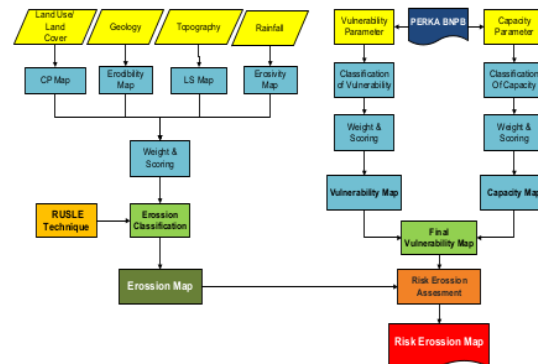 Land Use/
Land
Cover
Geology
Topography
Rainfall
Vulnerability
Parameter
PERKA BNPB
Capacity
Parameter
CP Map
Erodibility
Map
LS Map
Erosivity
Map
Classification
of Vulnerability
Classification
Of Capacity
Weight &
Scoring
Weight &
Scoring
Weight &
Scoring
Vulnerability Map
Capacity Map
RUSLE
Technique
Erossion
Classification
Final
Vulnerability Map
Erossion Map
Risk Erossion
Assesment
Risk Erossion Map